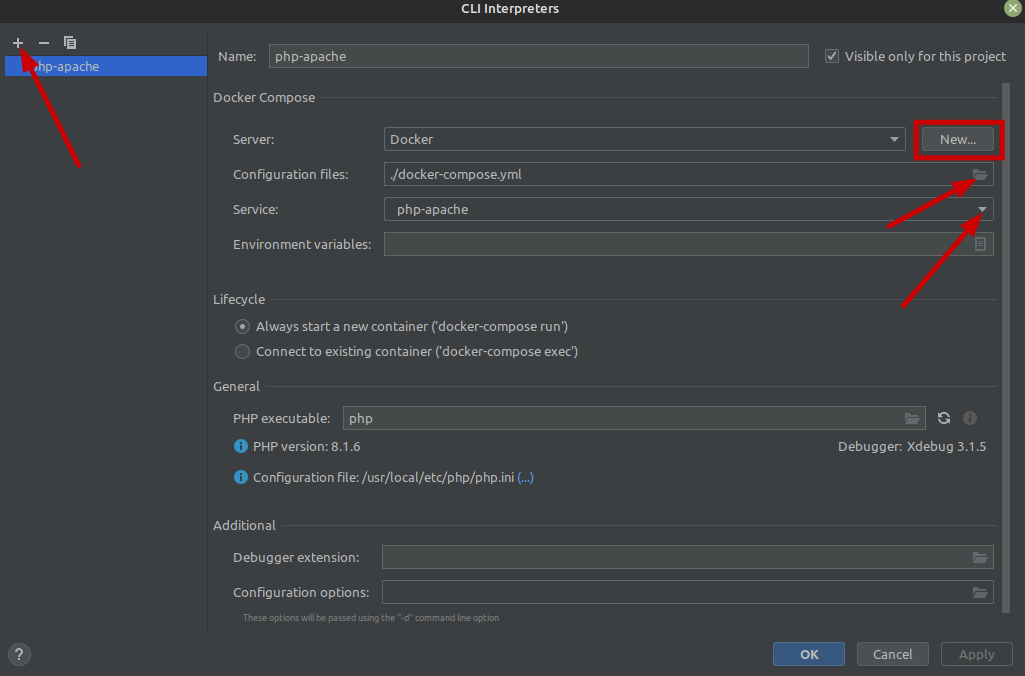 CLI Interpreters
php-apache
Name: php-apache Visible only for this project
Docker Compose
Server: Docker New...
Configuration files: ./docker-compose.yml
Service: php-apache
Environment variables:
Lifecycle
Always start a new container ('docker-compose run')
Connect to existing container ('docker-compose exec')
General
PHP executable: php
PHP version: 8.1.6 Debugger: Xdebug 3.1.5
Configuration file: /usr/local/etc/php/php.ini (...)
Additional
Debugger extension:
Configuration options:
These options will be passed using the "-d" command line option
? OK Cancel Apply